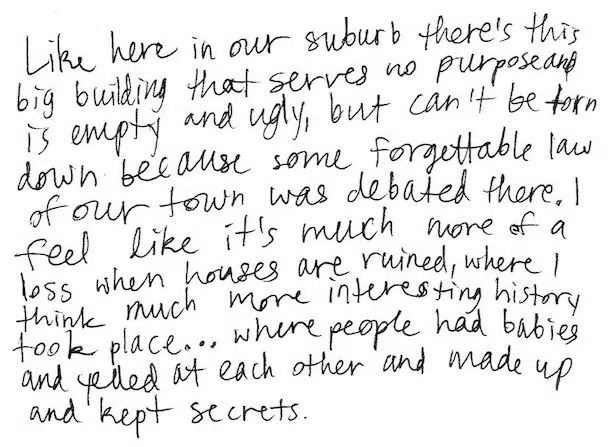 Like here in our suburb there's this
big building that serves no purpose and
is empty and ugly, but can't be torn
down because some forgettable law
of our town was debated there. I
feel like it's much more of a
loss when houses are ruined, where I
think much more interesting history
took place... where people had babies
and yelled at each other and made up
and kept secrets.